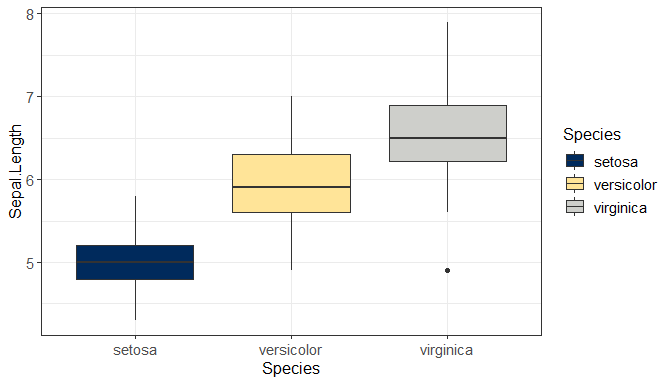 8
7
6
5
Sepal.Length
setosa
versicolor
virginica
Species
Species
setosa
versicolor
virginica